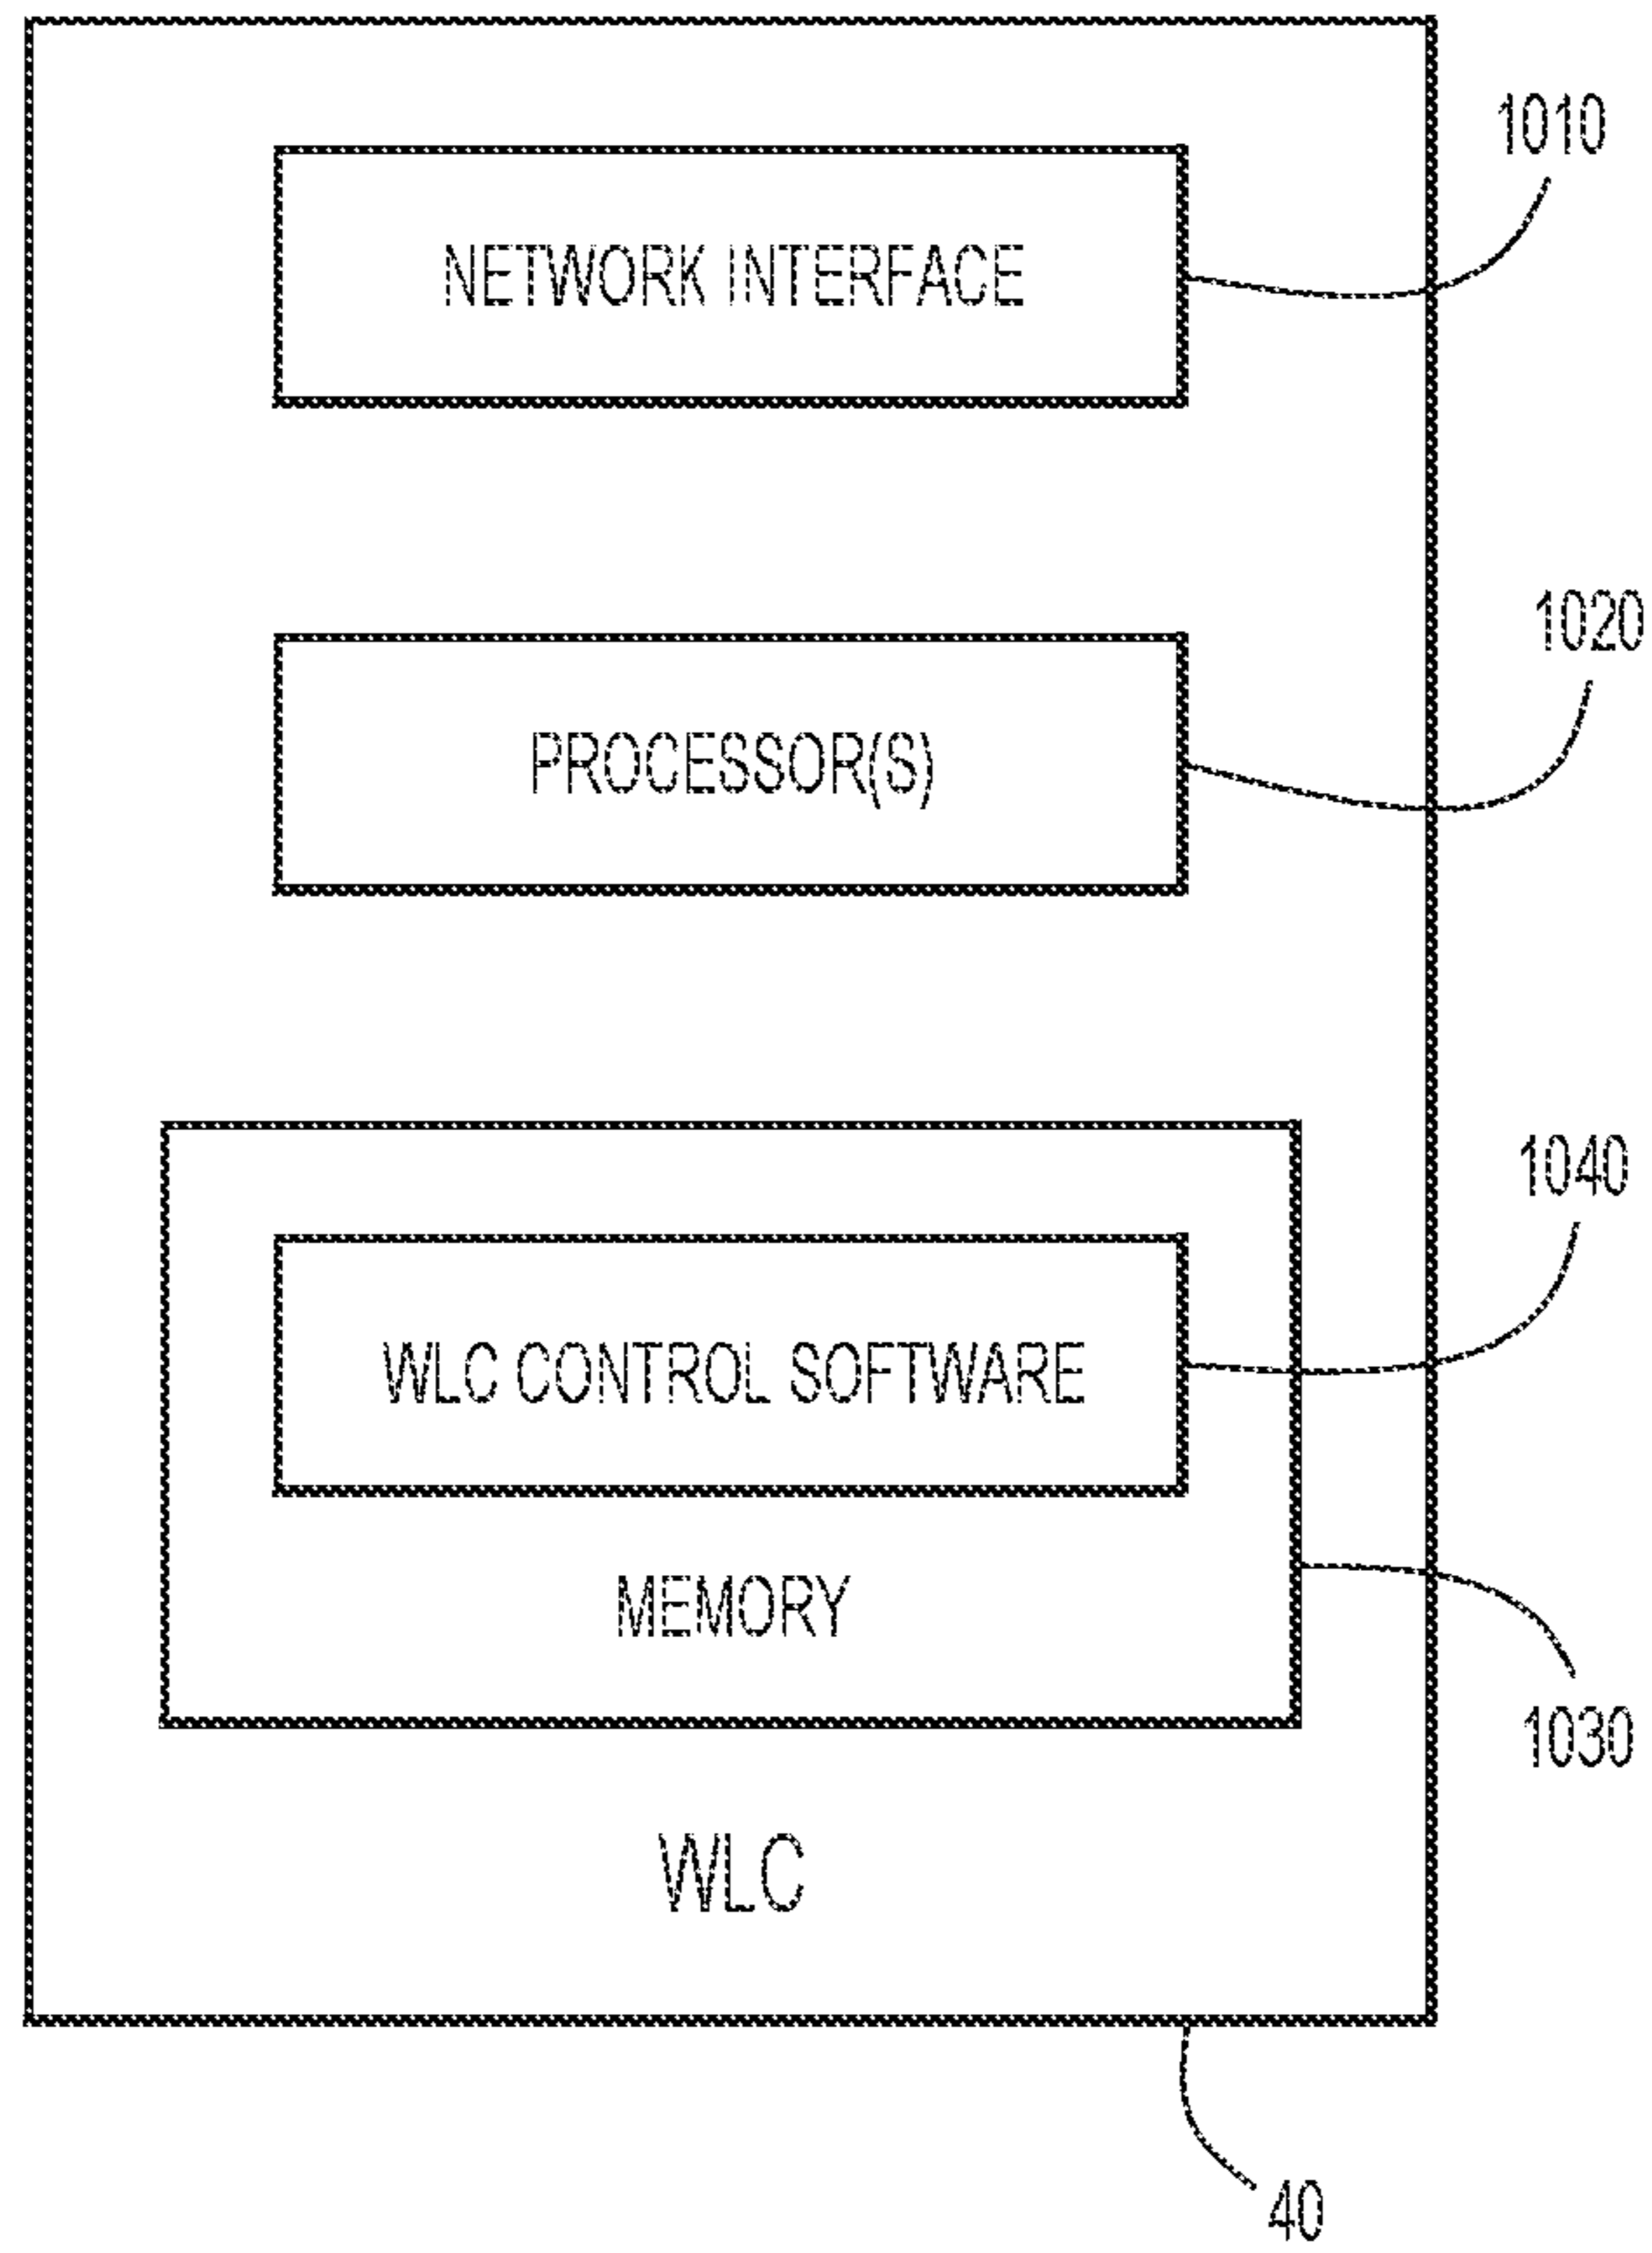 1010
NETWORK INTERFACE
1020
PROCESSOR(S)
1040
WLC CONTROL SOFTWARE
MEMORY
1030
WLC
40